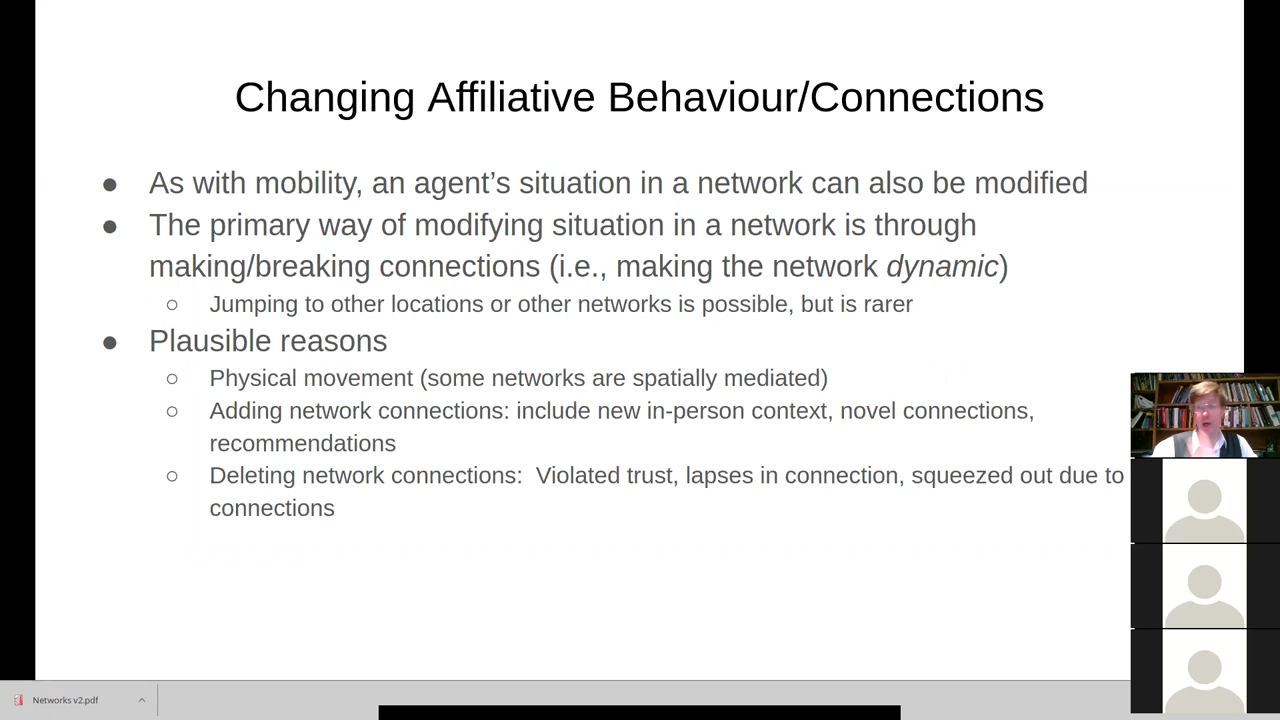 Changing Affiliative Behaviour/Connections
● As with mobility, an agent’s situation in a network can also be modified
● The primary way of modifying situation in a network is through
making/breaking connections (i.e., making the network dynamic)
○ Jumping to other locations or other networks is possible, but is rarer
● Plausible reasons
○ Physical movement (some networks are spatially mediated)
○ Adding network connections: include new in-person context, novel connections,
recommendations
○ Deleting network connections:  Violated trust, lapses in connection, squeezed out due to
connections
Networks v2.pdf